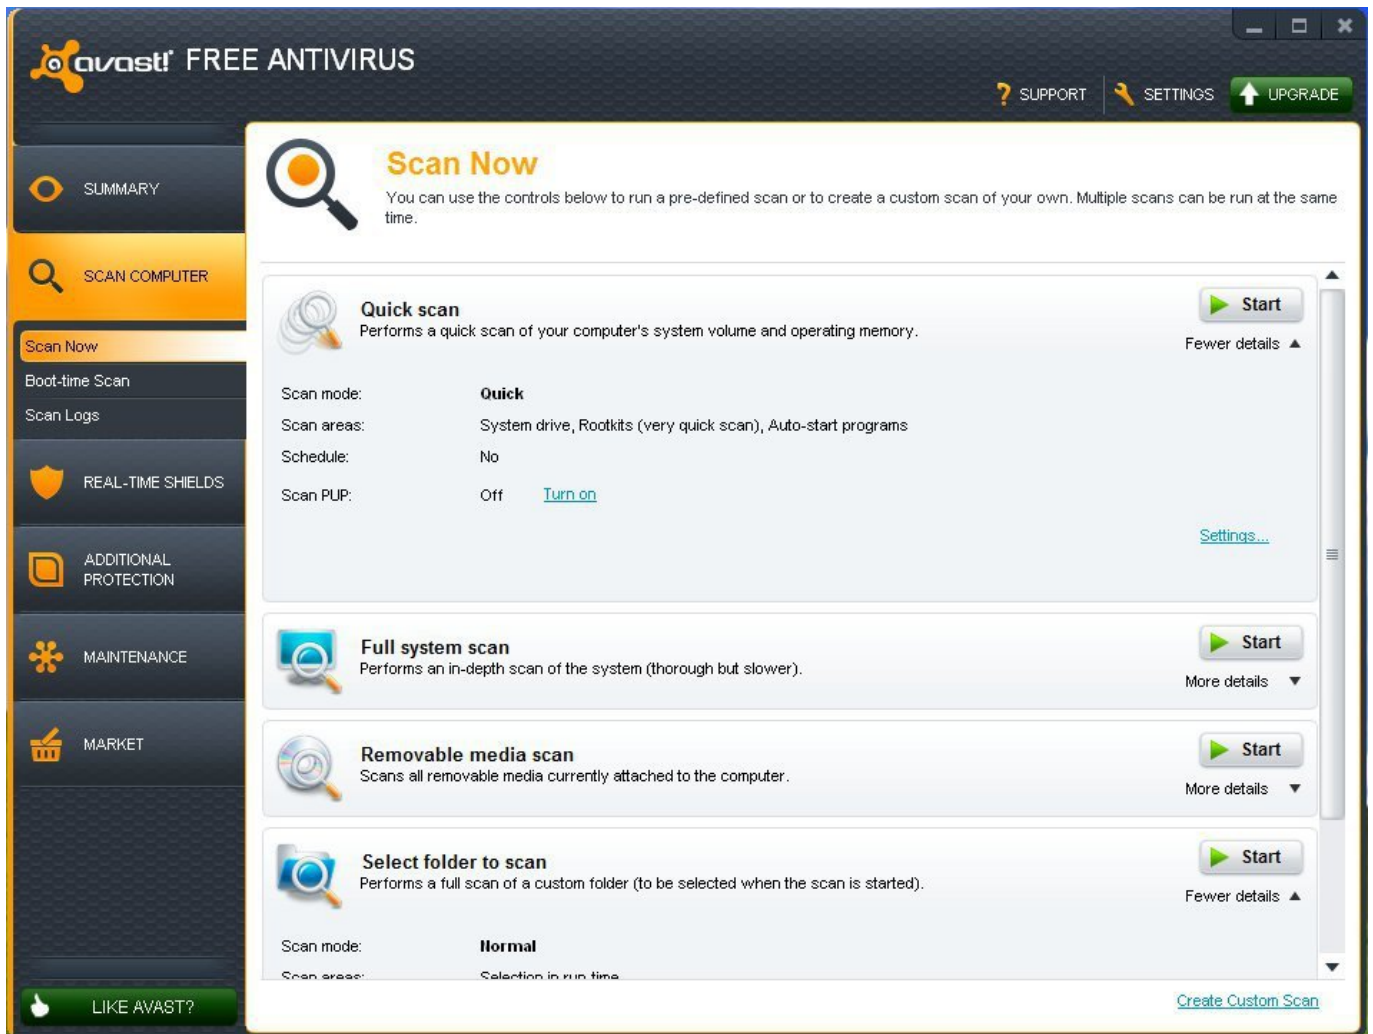 avast! FREE ANTIVIRUS
SUPPORT
SETTINGS
UPGRADE
SUMMARY
SCAN COMPUTER
Scan Now
Boot-time Scan
Scan Logs
REAL-TIME SHIELDS
ADDITIONAL
PROTECTION
MAINTENANCE
MARKET
LIKE AVAST?
Scan Now
You can use the controls below to run a pre-defined scan or to create a custom scan of your own. Multiple scans can be run at the same
time.
Quick scan
Performs a quick scan of your computer's system volume and operating memory.
Start
Fewer details
Scan mode: Quick
Scan areas: System drive, Rootkits (very quick scan), Auto-start programs
Schedule: No
Scan PUP: Off Turn on
Settings...
Full system scan
Performs an in-depth scan of the system (thorough but slower).
Start
More details
Removable media scan
Scans all removable media currently attached to the computer.
Start
More details
Select folder to scan
Performs a full scan of a custom folder (to be selected when the scan is started).
Start
Fewer details
Scan mode: Normal
Scan areas: Selection in run time
Create Custom Scan